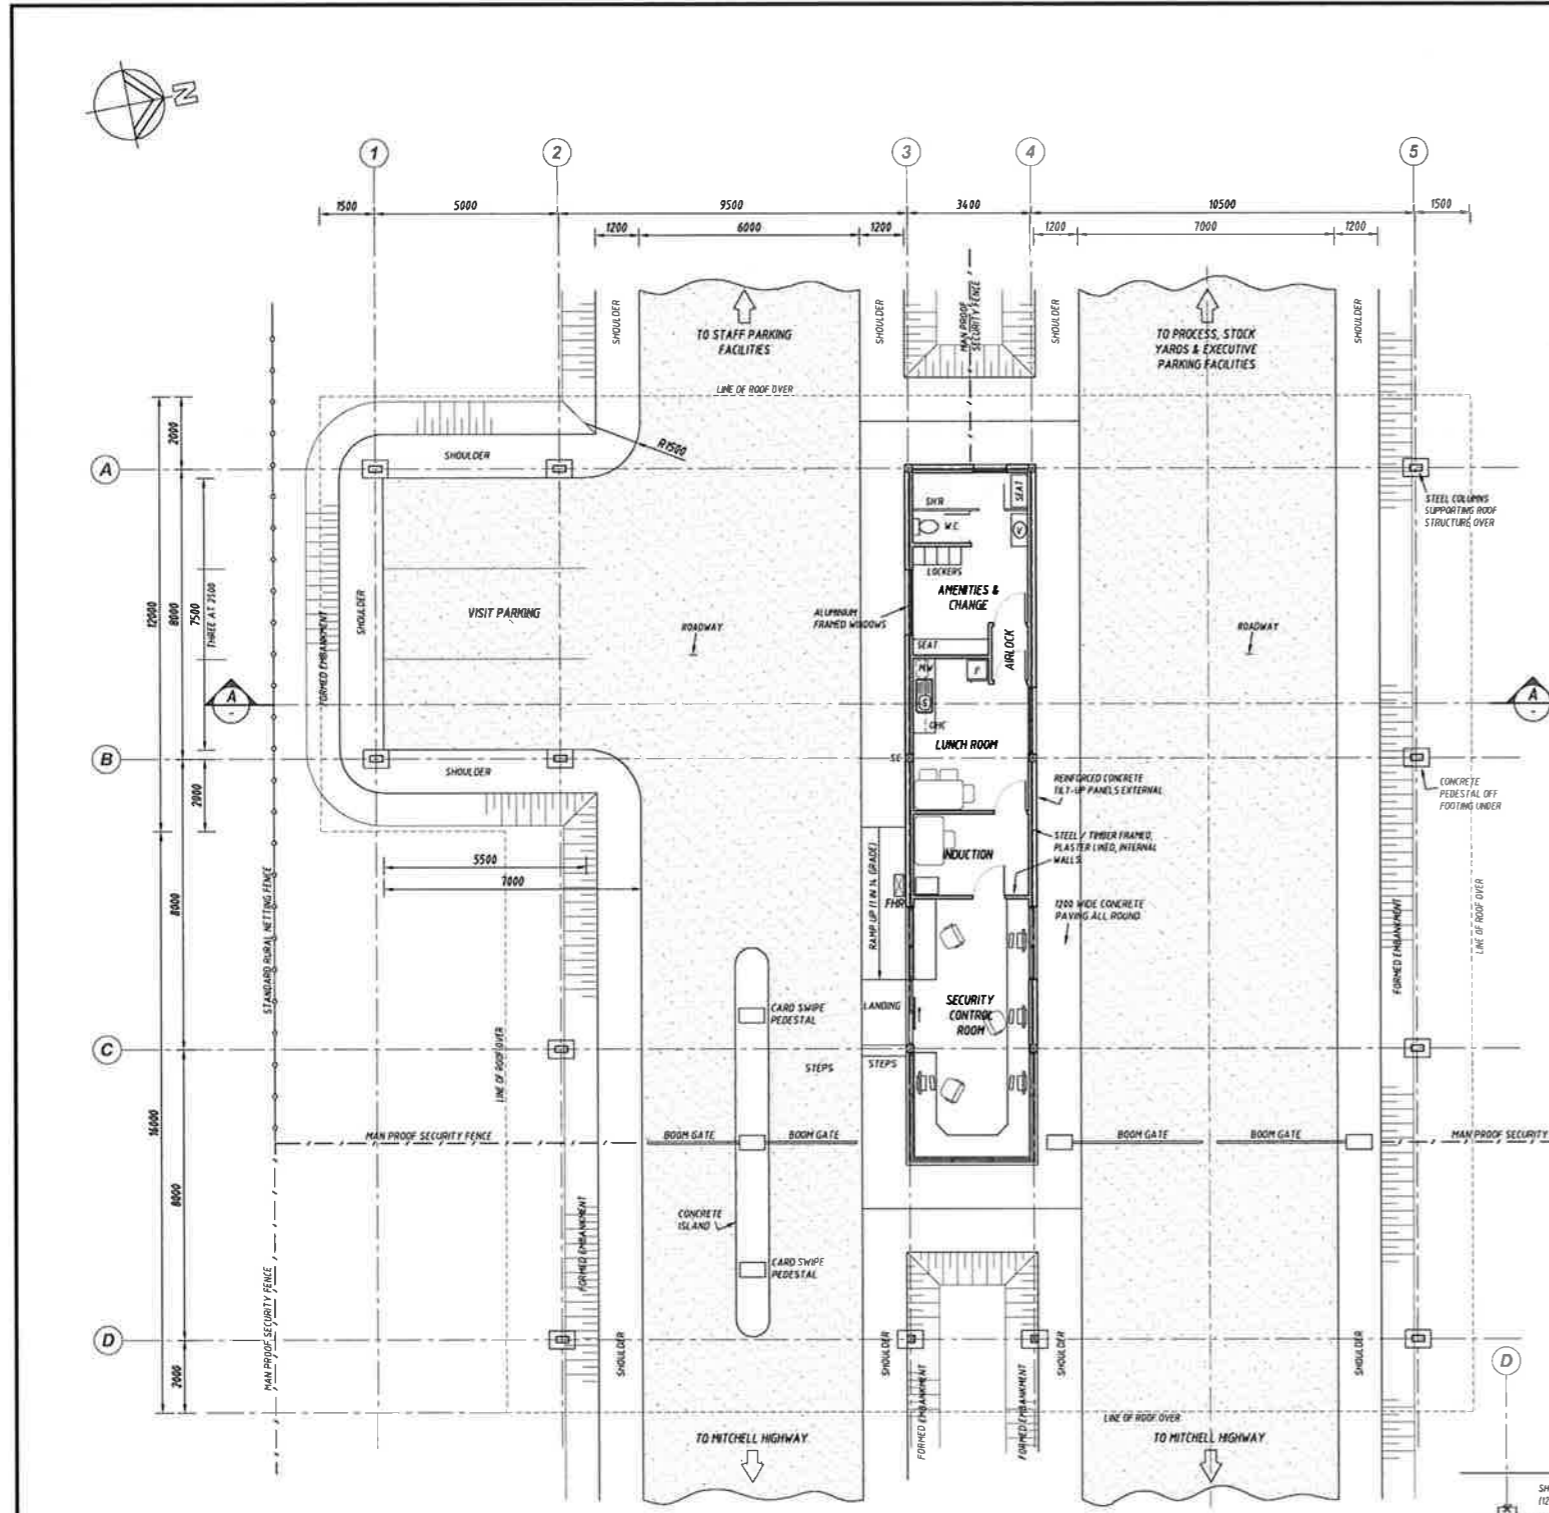 N
1
2
3
4
5
1500
5000
9500
3400
10500
1500
1200
6000
1200
1200
7000
1200
SHOULDER
TO STAFF PARKING
FACILITIES
SHOULDER
MAN PROOF
SECURITY FENCE
SHOULDER
TO PROCESS, STOCK
YARDS & EXECUTIVE
PARKING FACILITIES
SHOULDER
LINE OF ROOF OVER
R7500
A
2000
SHOULDER
SH'R
SEAT
W.C.
V
LOCKERS
AMENITIES &
CHANGE
STEEL COLUMNS
SUPPORTING ROOF
STRUCTURE OVER
12000
8000
7500
THREE AT 2500
FORMED EMBANKMENT
SHOULDER
VISIT PARKING
ROADWAY
ALUMINIUM
FRAMED WINDOWS
SEAT
AIRLOCK
ROADWAY
MW
F
S
A
-
A
-
LUNCH ROOM
B
2000
SHOULDER
REINFORCED CONCRETE
TILT-UP PANELS EXTERNAL
CONCRETE
PEDESTAL OFF
FOOTING UNDER
5500
7000
INDUCTION
STEEL / TIMBER FRAMED,
PLASTER LINED, INTERNAL
WALLS
STANDARD RURAL NETTING FENCE
8000
RAMP UP (1 IN 14 GRADE)
FHR
1200 WIDE CONCRETE
PAVING ALL ROUND
FORMED EMBANKMENT
LINE OF ROOF OVER
CARD SWIPE
PEDESTAL
LANDING
SECURITY
CONTROL
ROOM
C
LINE OF ROOF OVER
STEPS
STEPS
16000
MAN PROOF SECURITY FENCE
BOOM GATE
BOOM GATE
BOOM GATE
BOOM GATE
MAN PROOF SECURITY
8000
FORMED EMBANKMENT
CONCRETE
ISLAND
CARD SWIPE
PEDESTAL
MAN PROOF SECURITY FENCE
D
2000
SHOULDER
SHOULDER
FORMED EMBANKMENT
FORMED EMBANKMENT
SHOULDER
SHOULDER
D
LINE OF ROOF OVER
TO MITCHELL HIGHWAY
TO MITCHELL HIGHWAY
SH
(12